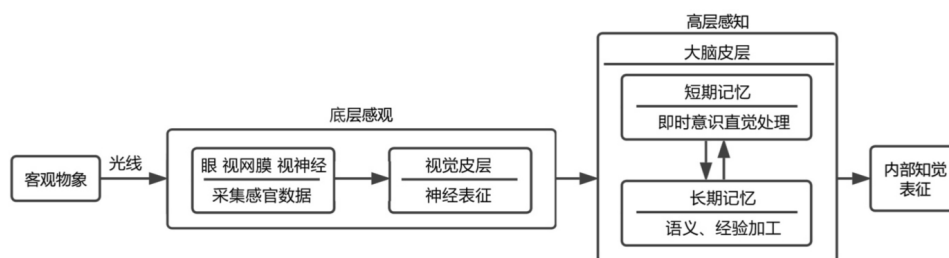 高层感知
大脑皮层
短期记忆
即时意识直觉处理
底层感观
光线
客观物象
眼 视网膜 视神经
采集感官数据
视觉皮层
神经表征
长期记忆
语义、经验加工
内部知觉
表征